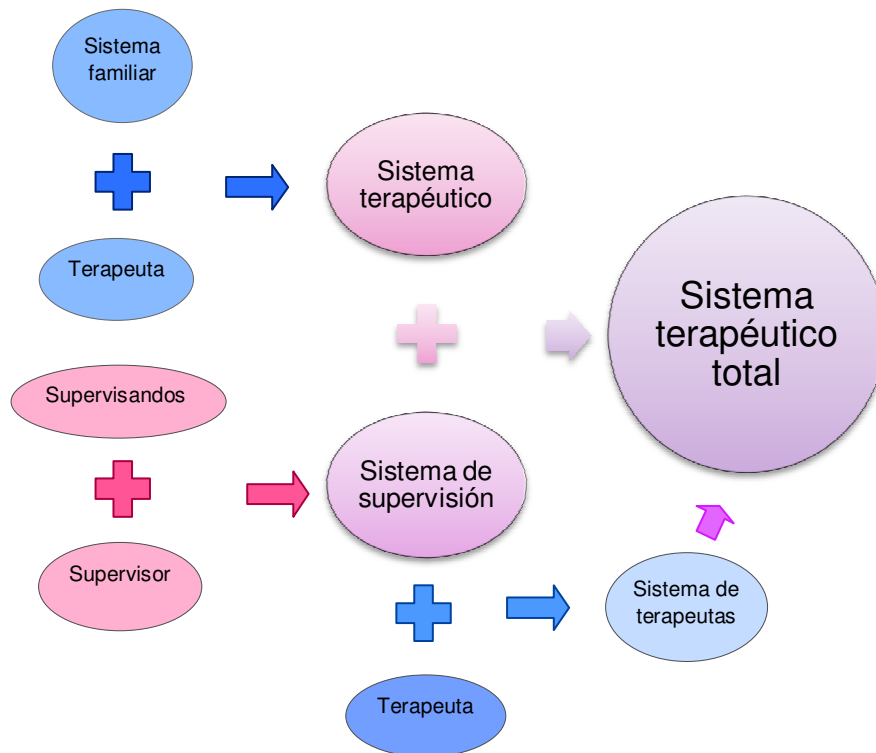 Sistema
familiar
Terapeuta
Sistema
terapéutico
Supervisandos
Supervisor
Sistema de
supervisión
Terapeuta
Sistema de
terapeutas
Sistema
terapéutico
total